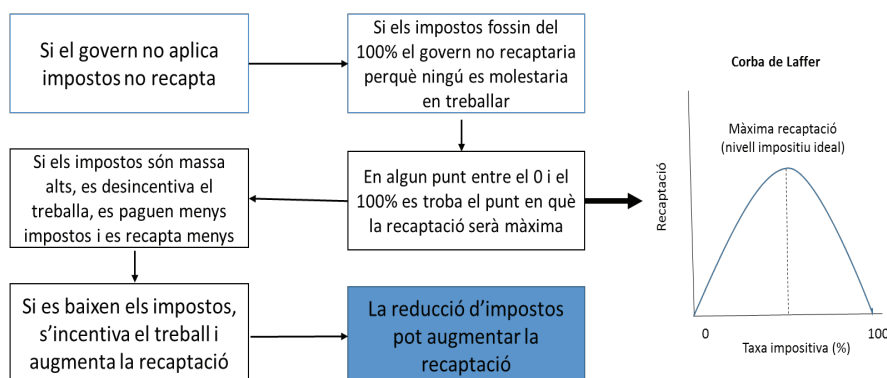 Si el govern no aplica
impostos no recapta
Si els impostos fossin del
100% el govern no recaptaria
perquè ningú es molestaria
en treballar
Si els impostos són massa
alts, es desincentiva el
treballa, es paguen menys
impostos i es recapta menys
En algun punt entre el 0 i el
100% es troba el punt en què
la recaptació serà màxima
Si es baixen els impostos,
s'incentiva el treball i
augmenta la recaptació
La reducció d'impostos
pot augmentar la
recaptació
Corba de Laffer
Màxima recaptació
(nivell impositiu ideal)
Recaptació
0
100
Taxa impositiva (%)